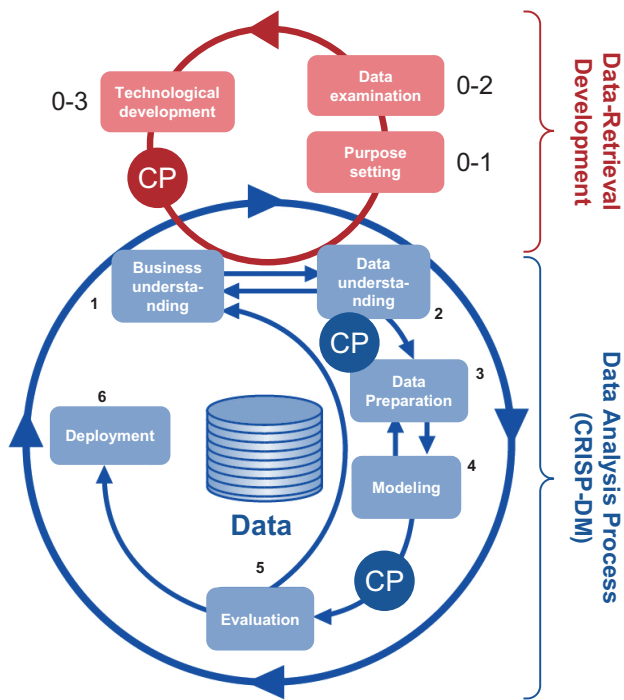 0-3
Technological
development
Data
examination
0-2
Purpose
setting
0-1
CP
Data-Retrieval
Development
Business
understa-
nding
1
Data
understa-
nding
2
CP
Data
Preparation
3
6
Deployment
Modeling
4
Data
5
Evaluation
CP
Data Analysis Process
(CRISP-DM)